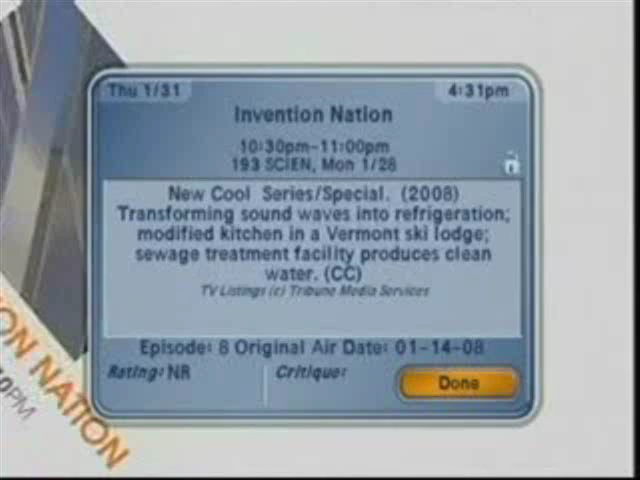 Thu 1/31
4:31pm
Invention Nation
10:30pm-11:00pm
193 SCIEN, Mon 1/28
New Cool Series/Special. (2008)
Transforming sound waves into refrigeration;
modified kitchen in a Vermont ski lodge;
sewage treatment facility produces clean
water. (CC)
TV Listings (c) Tribune Media Services
Episode: 8 Original Air Date: 01-14-08
Rating: NR
Critique:
Done
ON NATION
PM